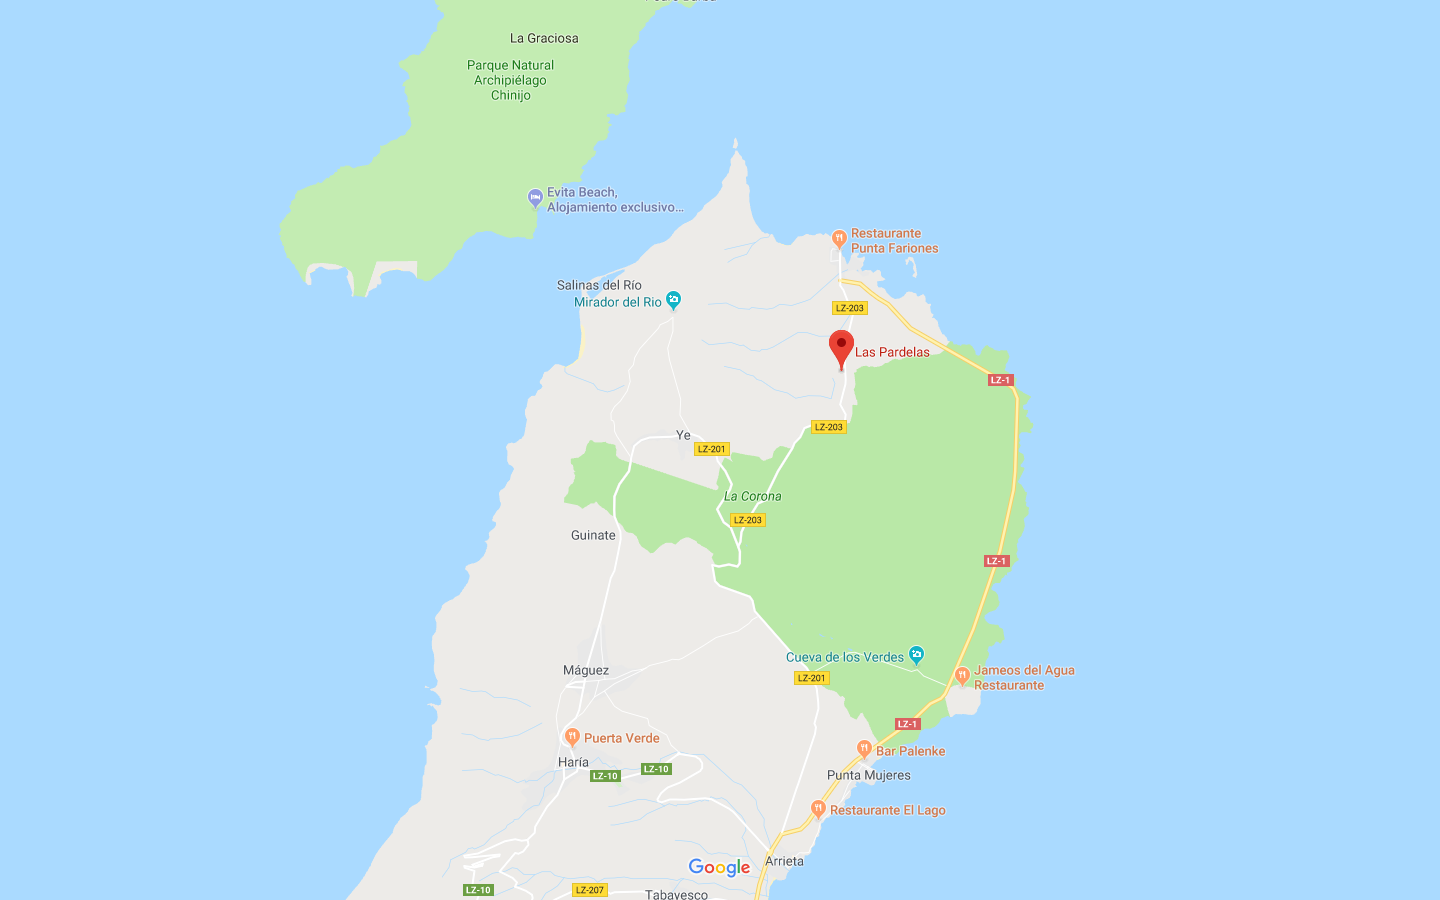 La Graciosa
Parque Natural
Archipiélago
Chinijo
Evita Beach,
Alojamiento exclusivo...
Restaurante
Punta Fariones
Salinas del Río
Mirador del Rio
LZ-203
Las Pardelas
LZ-1
LZ-203
Ye
LZ-201
La Corona
LZ-203
Guinate
LZ-1
Cueva de los Verdes
Máguez
LZ-201
Jameos del Agua
Restaurante
LZ-1
Puerta Verde
Bar Palenke
Haría
LZ-10
LZ-10
Punta Mujeres
Restaurante El Lago
Arrieta
Google
LZ-10
LZ-207
Tabayesco